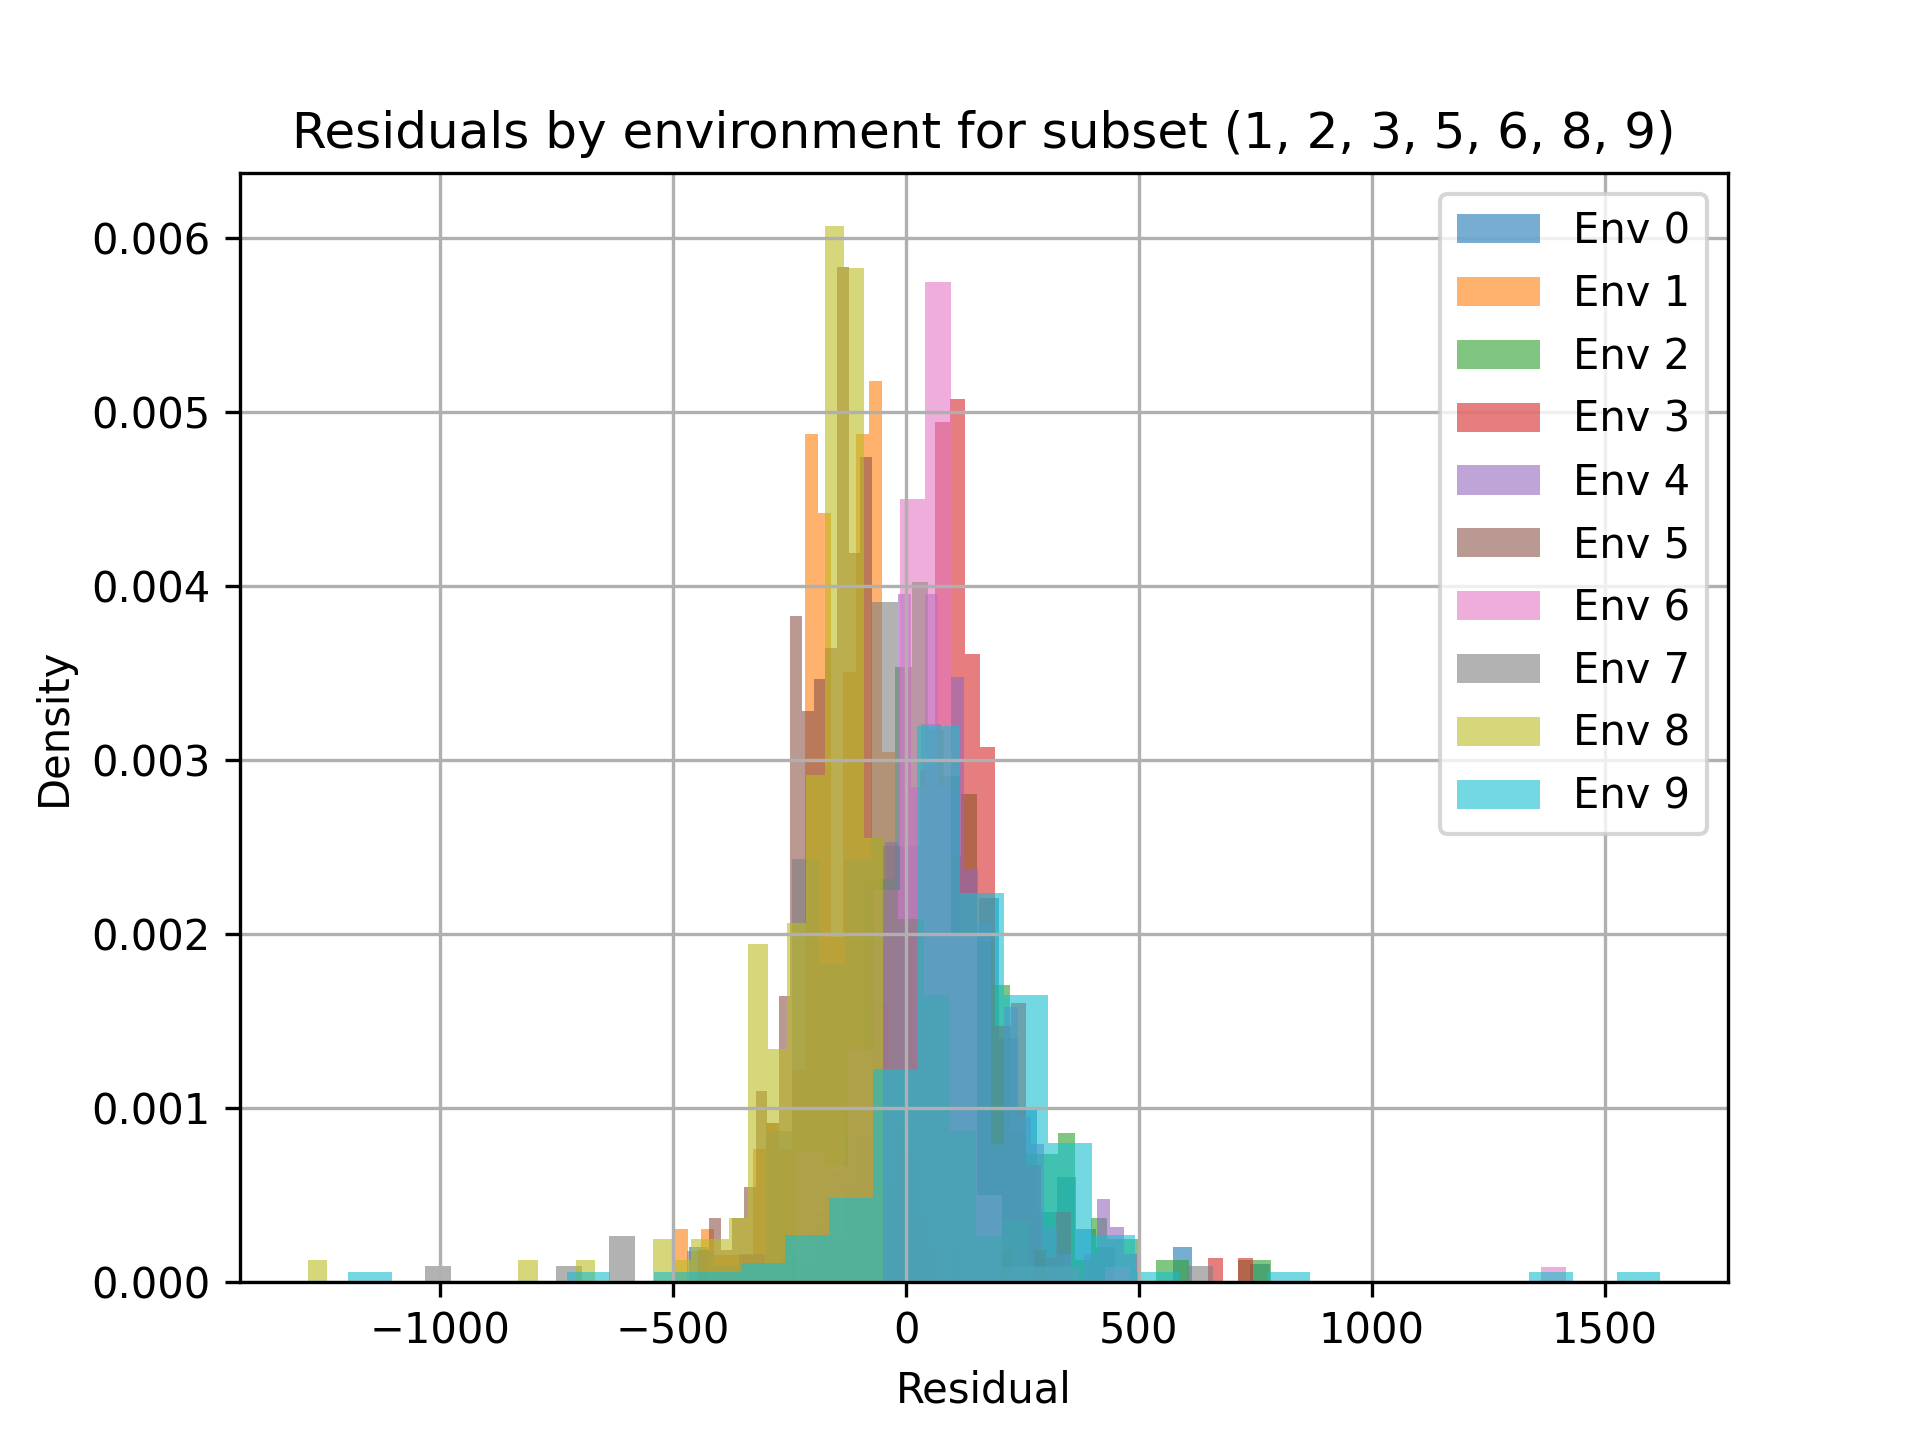 Residuals by environment for subset (1, 2, 3, 5, 6, 8, 9)
0.006
0.005
0.004
0.003
0.002
0.001
0.000
Density
−1000
−500
0
500
1000
1500
Residual
Env 0
Env 1
Env 2
Env 3
Env 4
Env 5
Env 6
Env 7
Env 8
Env 9